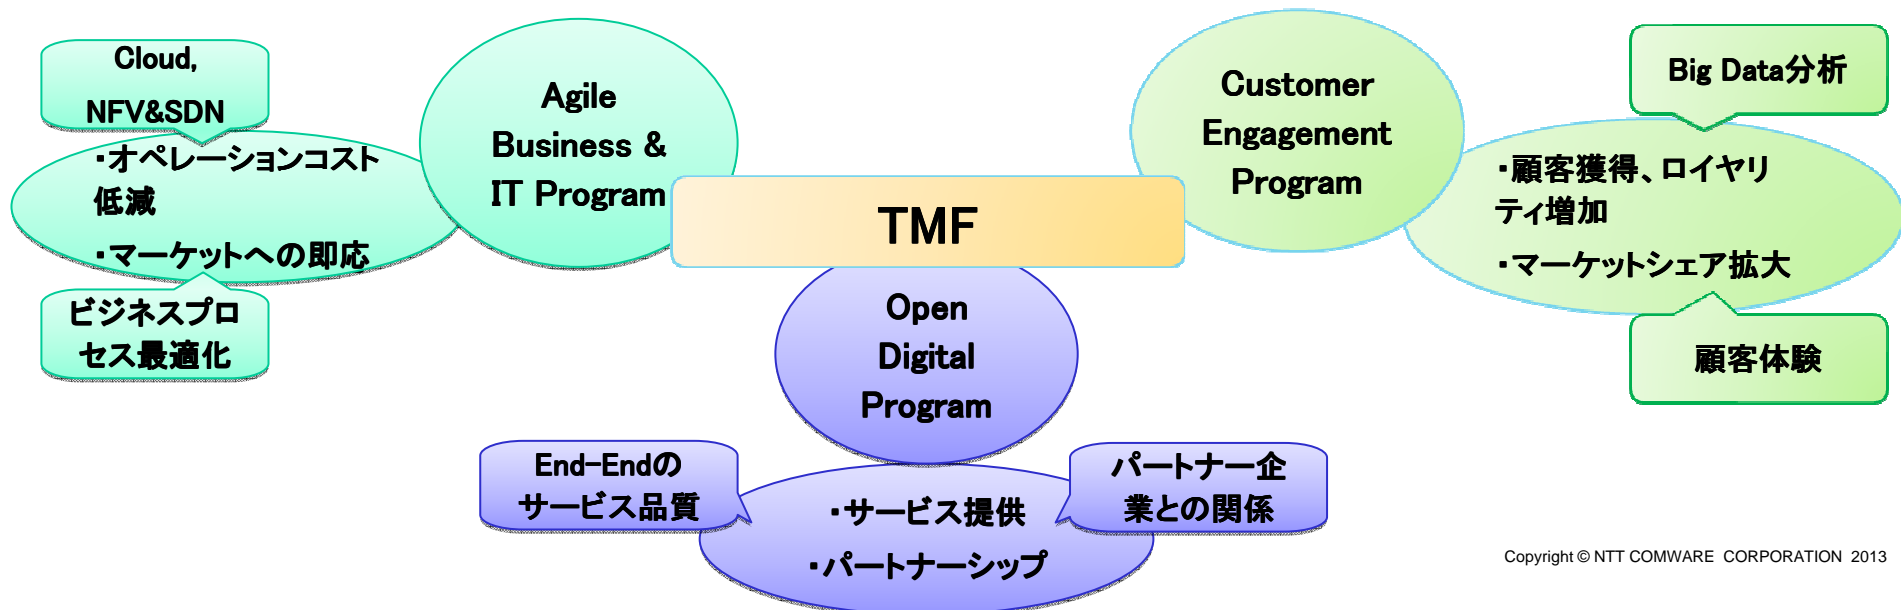 Cloud,
NFV&SDN
・オペレーションコスト
低減
・マーケットへの即応
ビジネスプロ
セス最適化
Agile
Business &
IT Program
TMF
Customer
Engagement
Program
Big Data分析
・顧客獲得、ロイヤリ
ティ増加
・マーケットシェア拡大
顧客体験
Open
Digital
Program
End-Endの
サービス品質
・サービス提供
・パートナーシップ
パートナー企
業との関係
Copyright © NTT COMWARE CORPORATION 2013